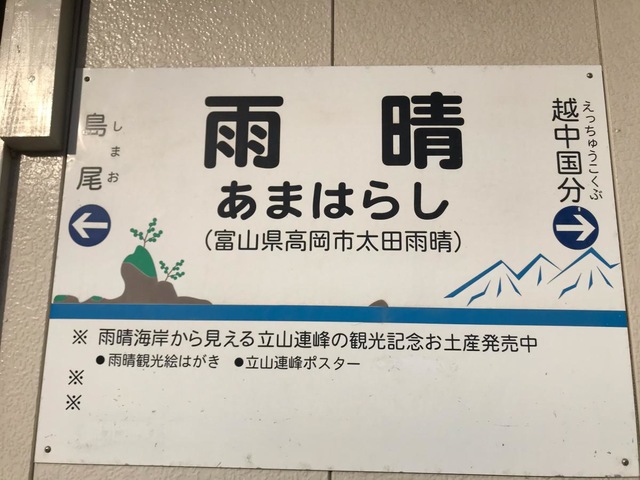 雨晴
あまはらし
(富山県高岡市太田雨晴)
島尾
しまお
越中国分
えっちゅうこくぶ
※ 雨晴海岸から見える立山連峰の観光記念お土産発売中
●雨晴観光絵はがき ●立山連峰ポスター
※
※